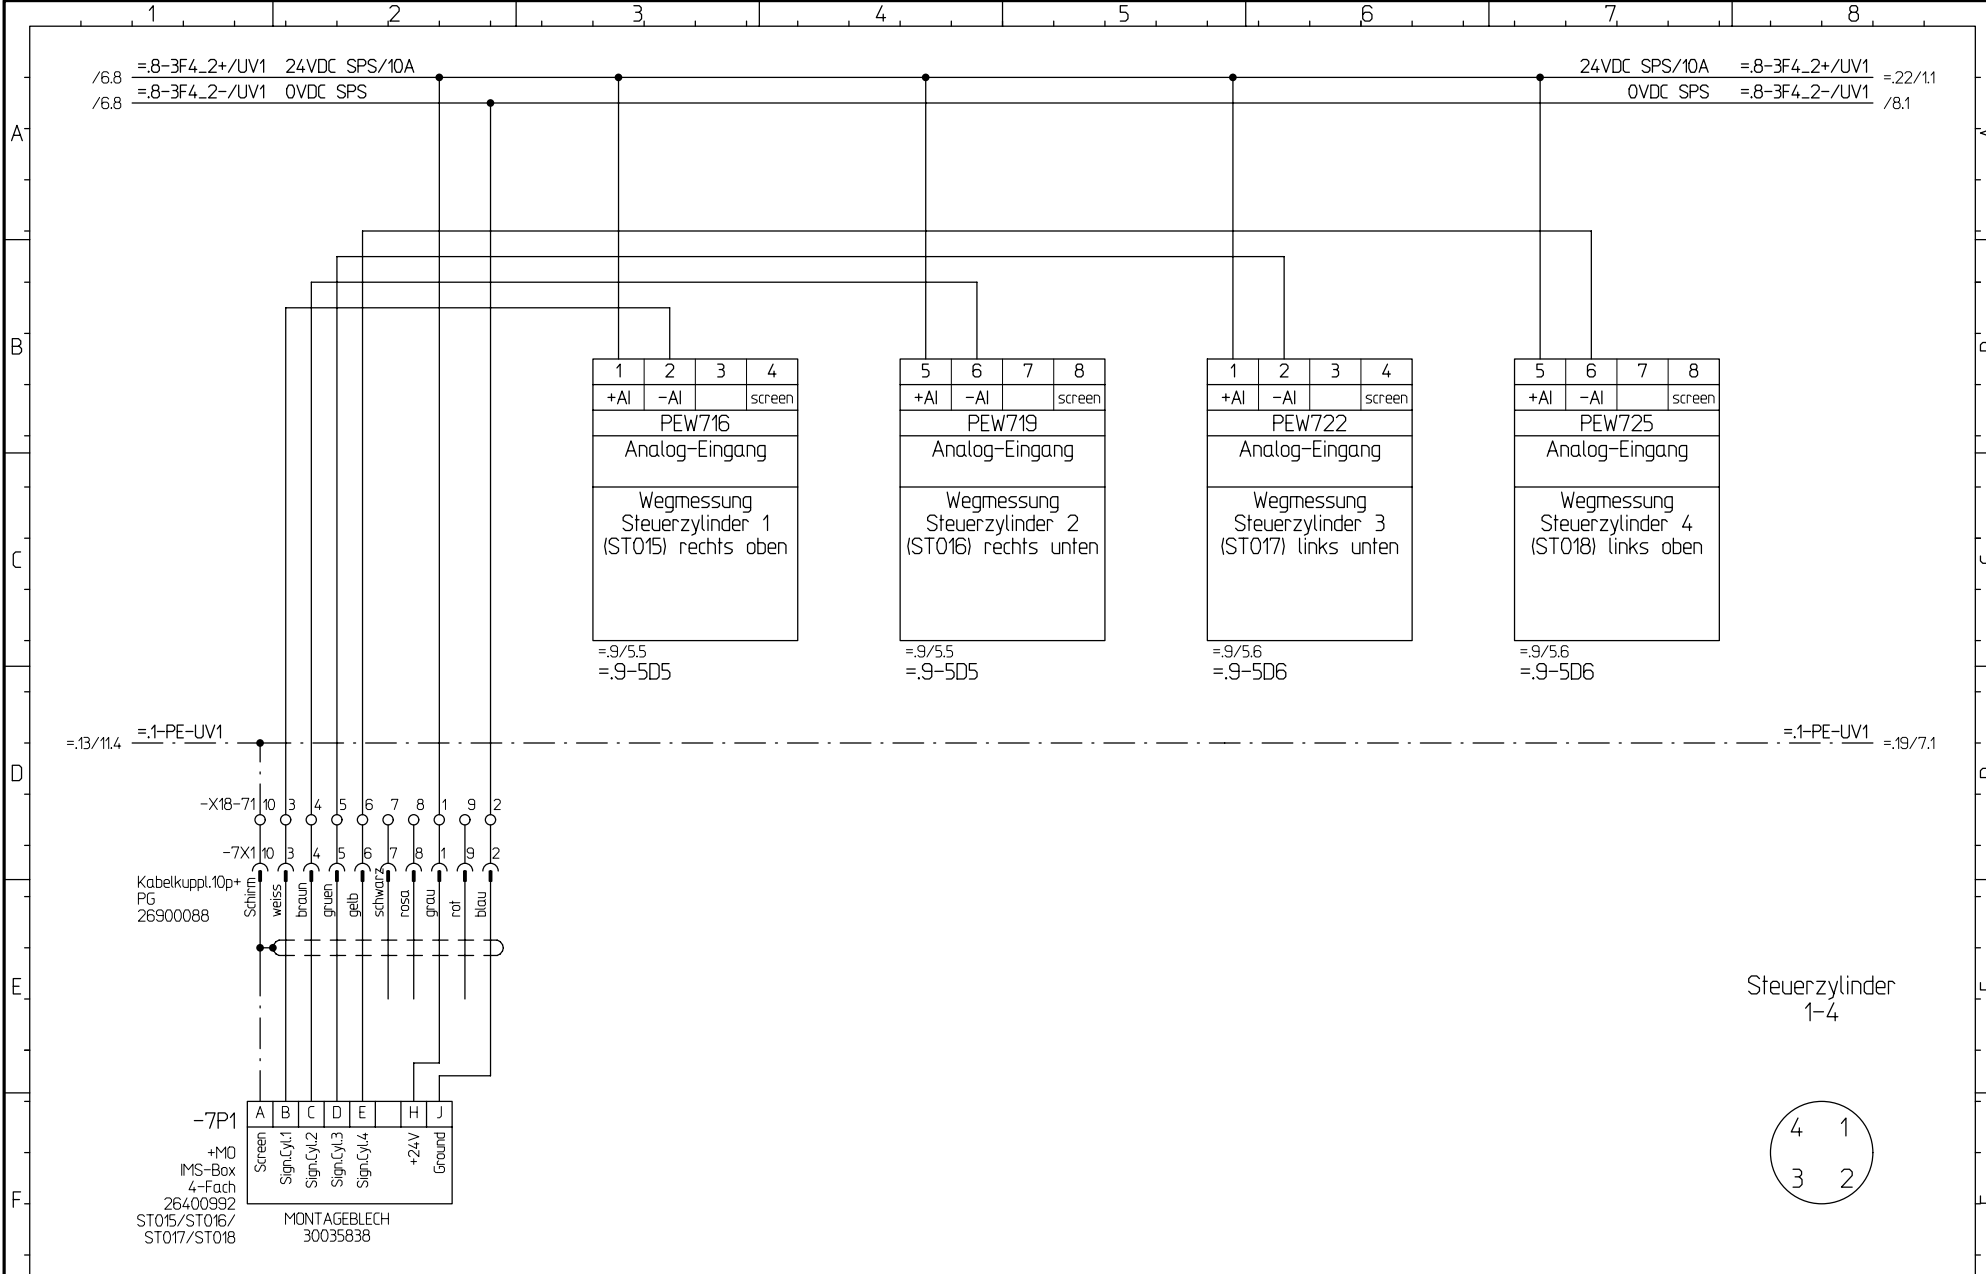 1 2 3 4 5 6 7 8
/6.8 =.8-3F4_2+/UV1 24VDC SPS/10A 24VDC SPS/10A =.8-3F4_2+/UV1 =.22/1.1
/6.8 =.8-3F4_2-/UV1 0VDC SPS 0VDC SPS =.8-3F4_2-/UV1 /8.1
A
B
1 2 3 4
+AI -AI screen
PEW716
Analog-Eingang
Wegmessung
Steuerzylinder 1
(ST015) rechts oben
=.9/5.5
=.9-5D5
5 6 7 8
+AI -AI screen
PEW719
Analog-Eingang
Wegmessung
Steuerzylinder 2
(ST016) rechts unten
=.9/5.5
=.9-5D5
1 2 3 4
+AI -AI screen
PEW722
Analog-Eingang
Wegmessung
Steuerzylinder 3
(ST017) links unten
=.9/5.6
=.9-5D6
5 6 7 8
+AI -AI screen
PEW725
Analog-Eingang
Wegmessung
Steuerzylinder 4
(ST018) links oben
=.9/5.6
=.9-5D6
C
=.13/11.4 =.1-PE-UV1 =.1-PE-UV1 =.19/7.1
D
-X18-71 10 3 4 5 6 7 8 1 9 2
-7X1 10 3 4 5 6 7 8 1 9 2
Kabelkuppl.10p+
PG
26900088
Schirm
weiss
braun
gruen
gelb
schwarz
rosa
grau
rot
blau
E
Steuerzylinder
1-4
-7P1
A B C D E H J
Screen
Sign.Cyl.1
Sign.Cyl.2
Sign.Cyl.3
Sign.Cyl.4
+24V
Ground
+M0
IMS-Box
4-Fach
26400992
ST015/ST016/
ST017/ST018
MONTAGEBLECH
30035838
F
4 1
3 2